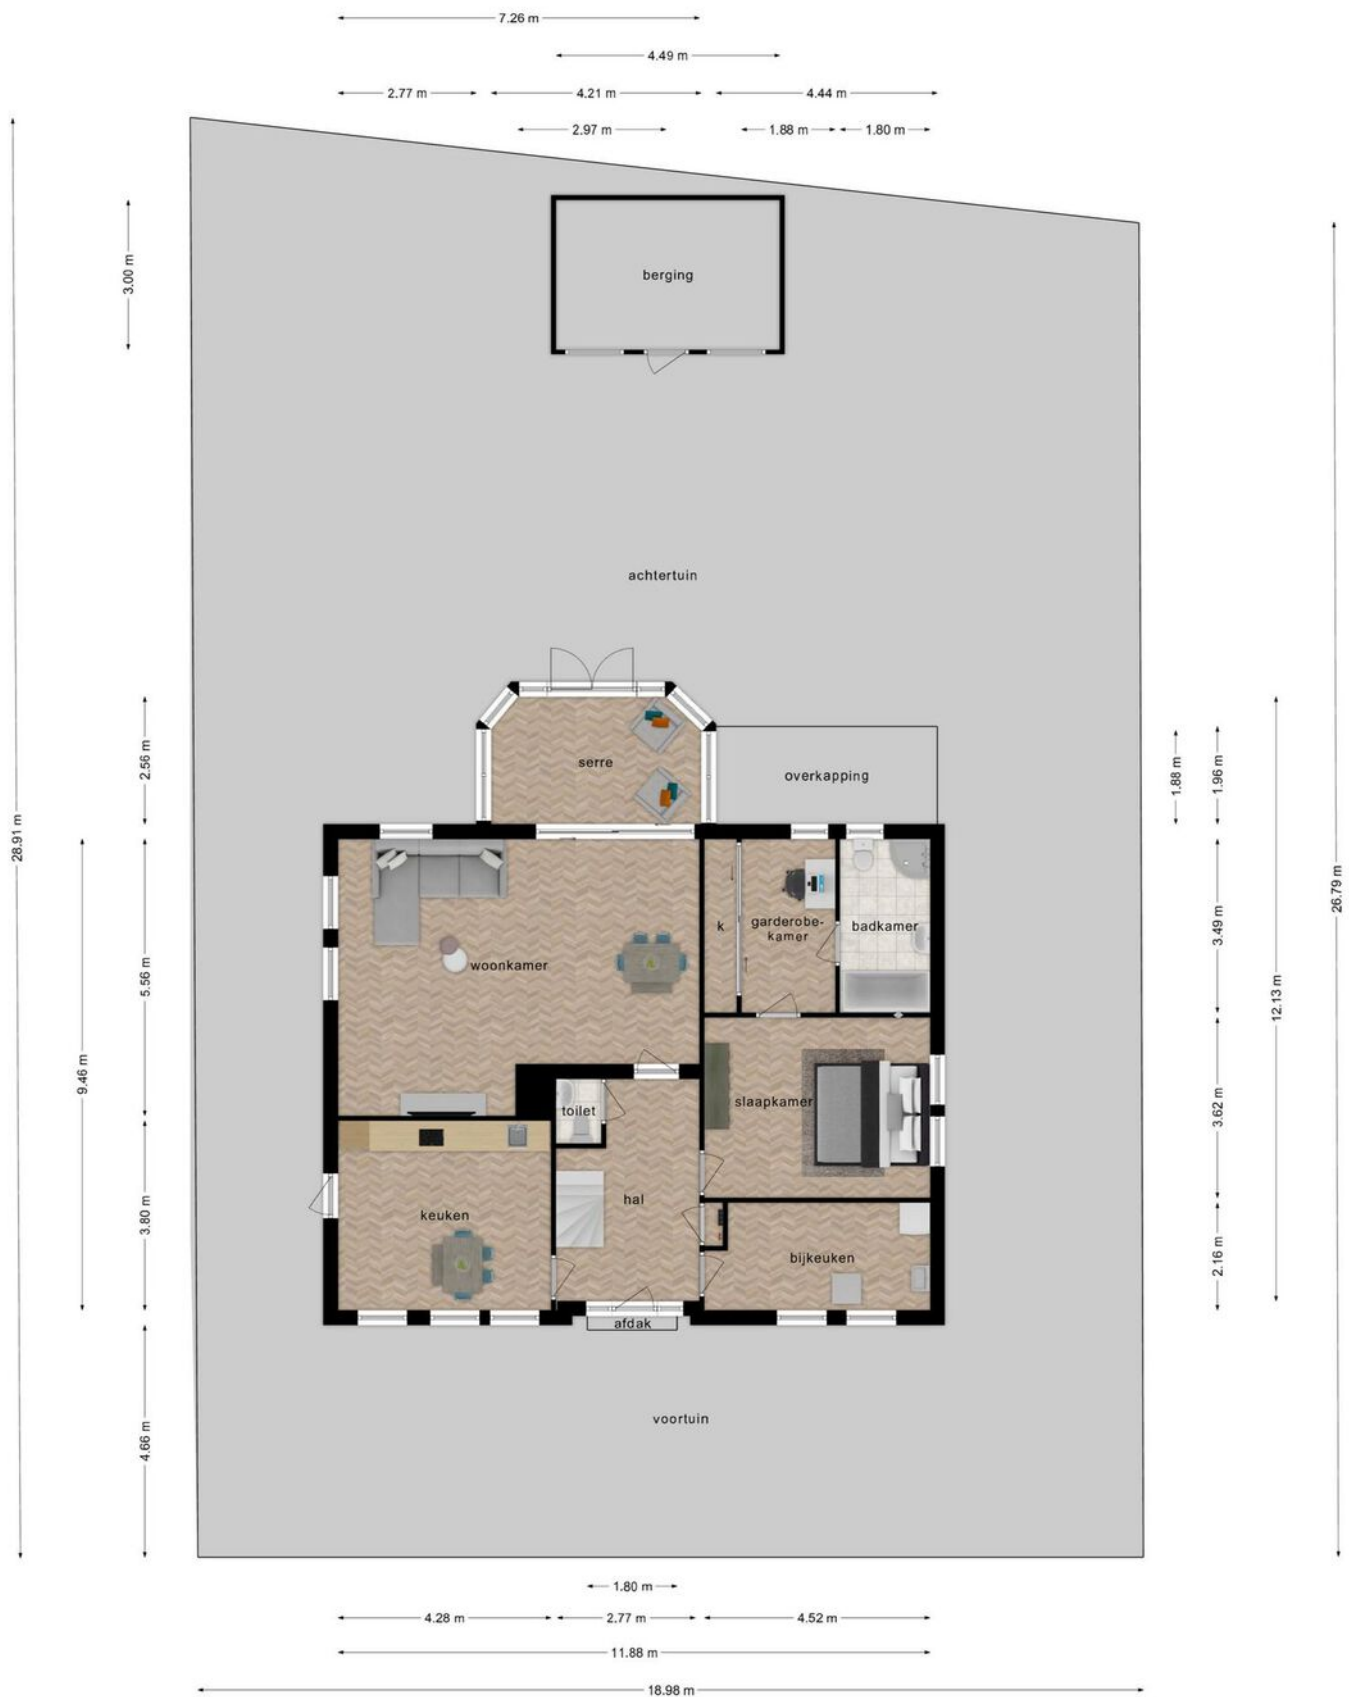 7.26 m
4.49 m
2.77 m
4.21 m
4.44 m
2.97 m
1.88 m
1.80 m
3.00 m
berging
achtertuin
2.56 m
serre
overkapping
1.88 m
1.96 m
28.91 m
26.79 m
5.56 m
woonkamer
k
garderobe-
kamer
badkamer
3.49 m
12.13 m
9.46 m
toilet
slaapkamer
3.62 m
3.80 m
keuken
hal
bijkeuken
2.16 m
afdak
4.66 m
voortuin
1.80 m
4.28 m
2.77 m
4.52 m
11.88 m
18.98 m